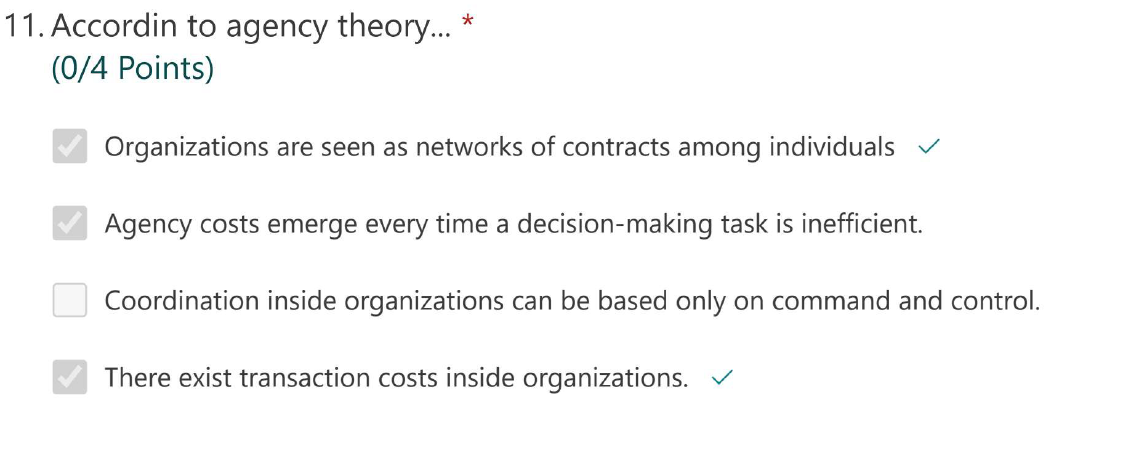 11. Accordin to agency theory... *
(0/4 Points)
Organizations are seen as networks of contracts among individuals
Agency costs emerge every time a decision-making task is inefficient.
Coordination inside organizations can be based only on command and control.
There exist transaction costs inside organizations.